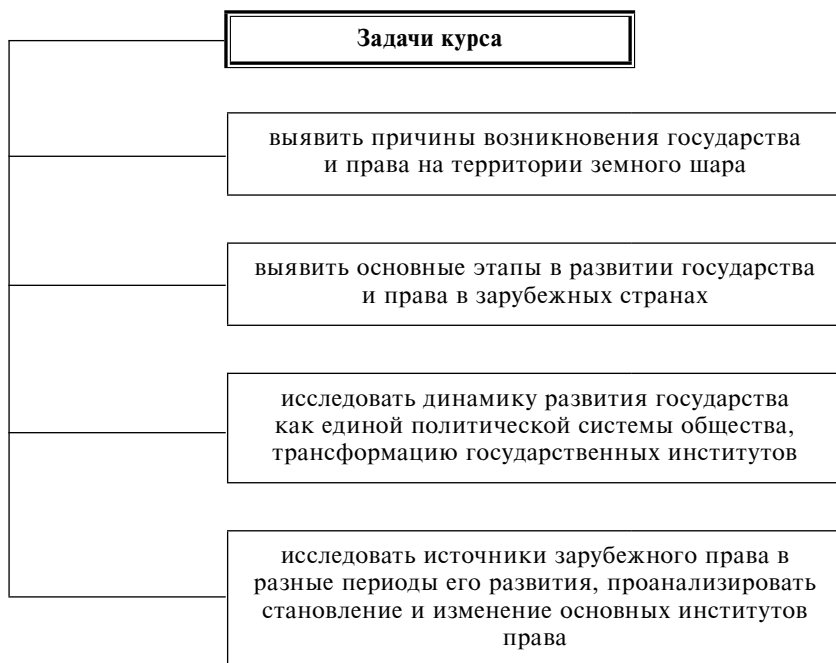 Задачи курса
выявить причины возникновения государства
и права на территории земного шара
выявить основные этапы в развитии государства
и права в зарубежных странах
исследовать динамику развития государства
как единой политической системы общества,
трансформацию государственных институтов
исследовать источники зарубежного права в
разные периоды его развития, проанализировать
становление и изменение основных институтов
права